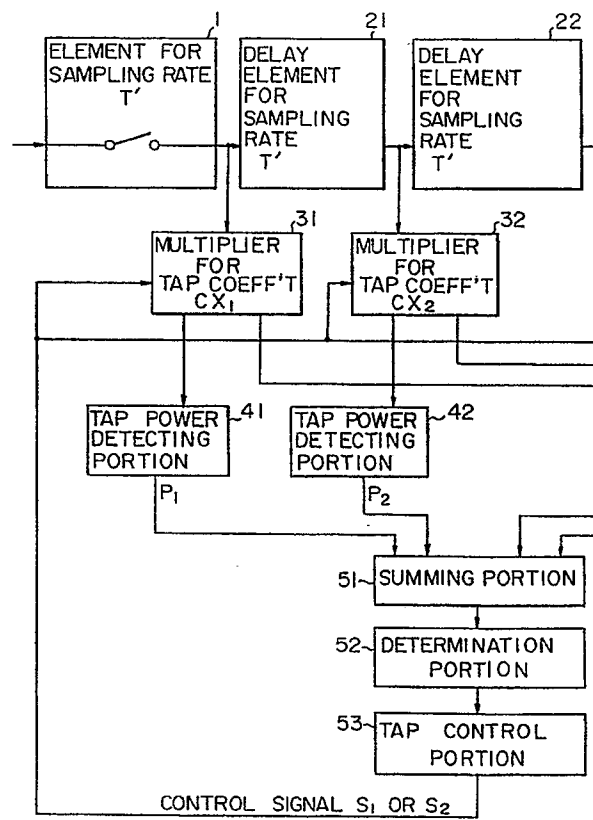 1
ELEMENT FOR
SAMPLING RATE
T'
21
DELAY
ELEMENT
FOR
SAMPLING
RATE
T'
22
DELAY
ELEMENT
FOR
SAMPLING
RATE
T'
31
MULTIPLIER
FOR
TAP COEFF'T
CX₁
32
MULTIPLIER
FOR
TAP COEFF'T
CX₂
41
TAP POWER
DETECTING
PORTION
42
TAP POWER
DETECTING
PORTION
P₁
P₂
51
SUMMING PORTION
52
DETERMINATION
PORTION
53
TAP CONTROL
PORTION
CONTROL SIGNAL S₁ OR S₂